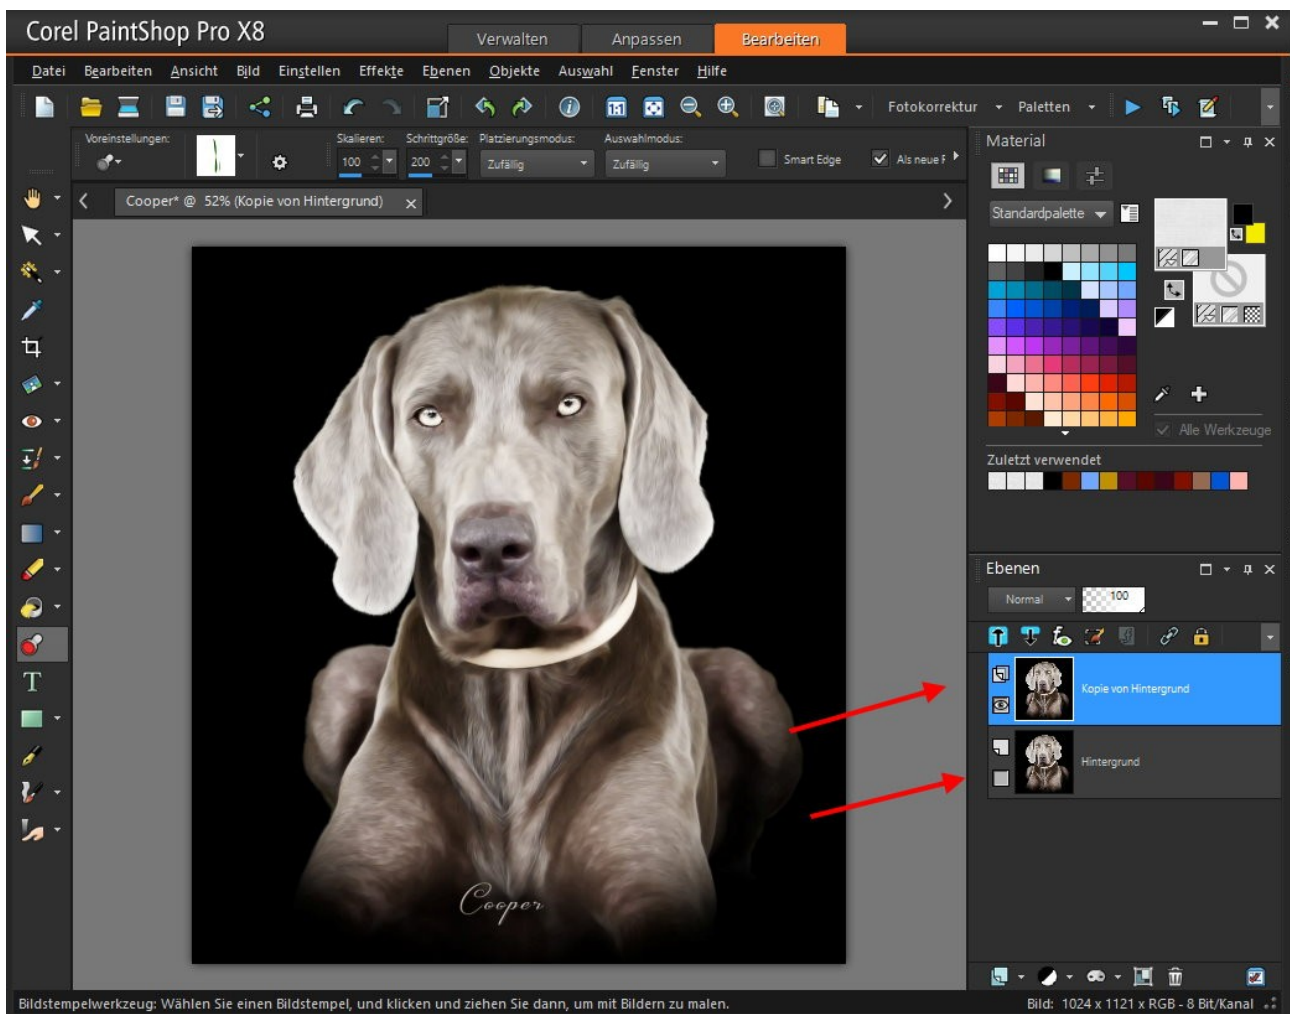 Corel PaintShop Pro X8
Verwalten
Anpassen
Bearbeiten
Datei Bearbeiten Ansicht Bild Einstellen Effekte Ebenen Objekte Auswahl Fenster Hilfe
1:1
Fotokorrektur
Paletten
Voreinstellungen:
Skalieren:
Schrittgröße:
Platzierungsmodus:
Auswahlmodus:
100
200
Zufällig
Zufällig
Smart Edge
Als neue F
Cooper* @ 52% (Kopie von Hintergrund)
Material
Standardpalette
Alle Werkzeuge
Zuletzt verwendet
Ebenen
Normal
100
Kopie von Hintergrund
Hintergrund
Cooper
Bildstempelwerkzeug: Wählen Sie einen Bildstempel, und klicken und ziehen Sie dann, um mit Bildern zu malen.
Bild: 1024 x 1121 x RGB - 8 Bit/Kanal